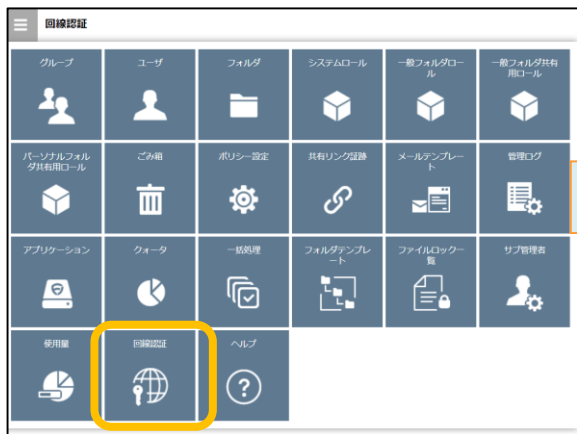 回線認証
グループ
ユーザ
フォルダ
システムロール
一般フォルダロー
ル
一般フォルダ共有
用ロール
パーソナルフォル
ダ共有用ロール
ごみ箱
ポリシー設定
共有リンク証跡
メールテンプレー
ト
管理ログ
アプリケーション
クォータ
一括処理
フォルダテンプレ
ート
ファイルロック一
覧
サブ管理者
使用量
回線認証
ヘルプ